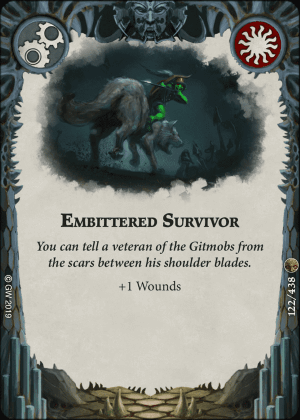 EMBITTERED SURVIVOR
You can tell a veteran of the Gitmobs from
the scars between his shoulder blades.
+1 Wounds
© GW 2019
122/438